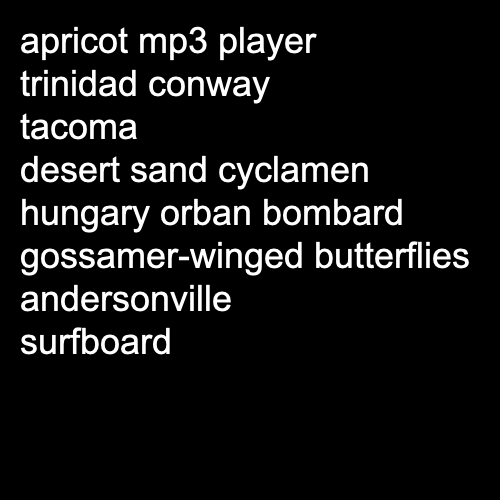 apricot mp3 player
trinidad conway
tacoma
desert sand cyclamen
hungary orban bombard
gossamer-winged butterflies
andersonville
surfboard